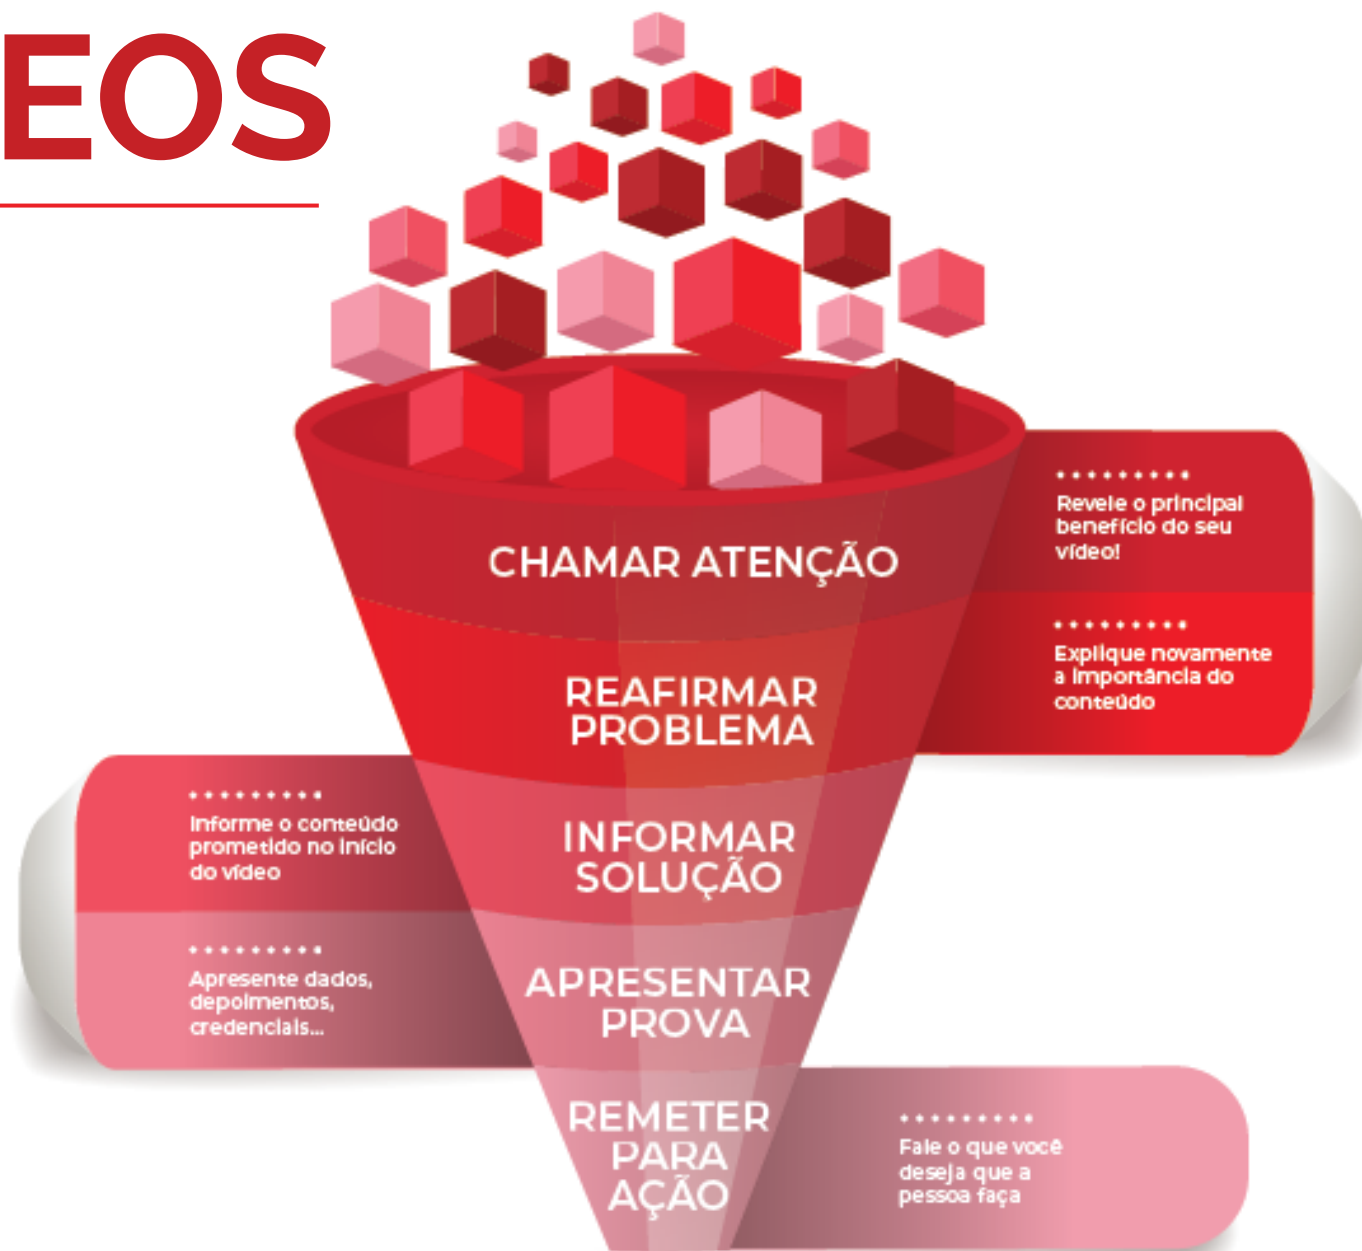 EOS
CHAMAR ATENÇÃO
Revele o principal
benefício do seu
vídeo!
REAFIRMAR
PROBLEMA
Explique novamente
a importância do
conteúdo
INFORMAR
SOLUÇÃO
Informe o conteúdo
prometido no início
do vídeo
APRESENTAR
PROVA
Apresente dados,
depoimentos,
credenciais...
REMETER
PARA
AÇÃO
Fale o que você
deseja que a
pessoa faça